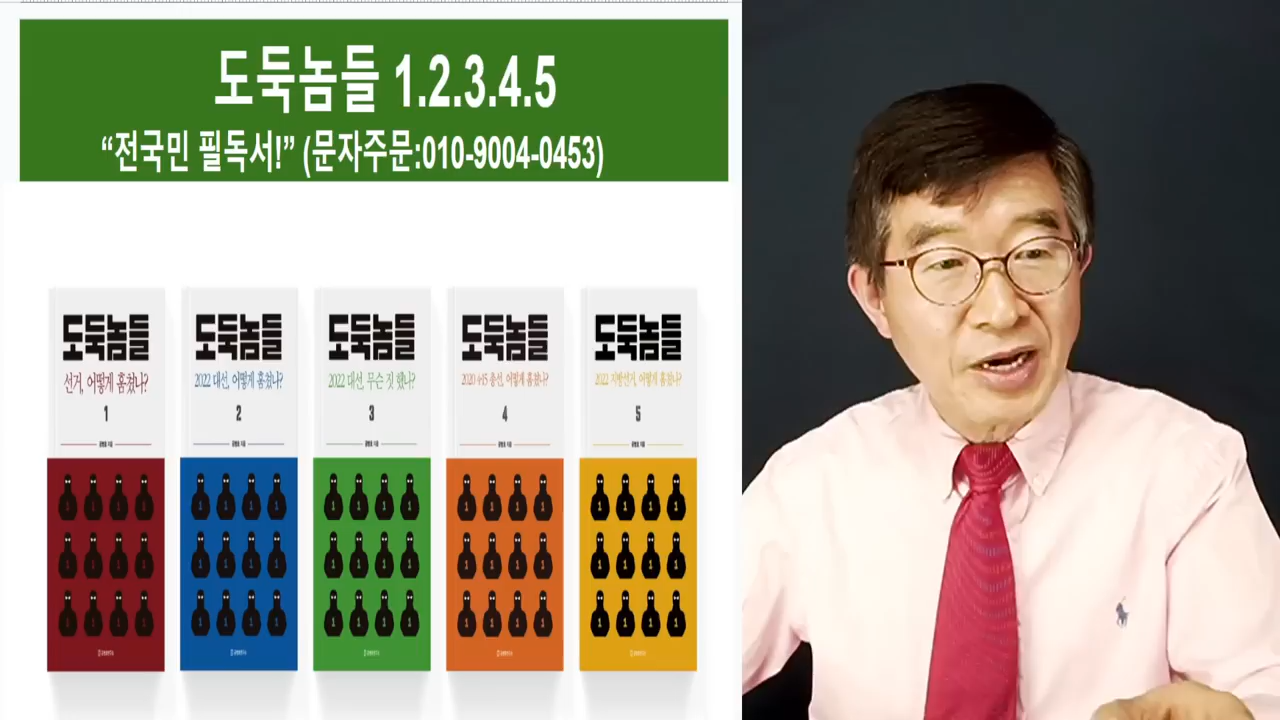 도둑놈들 1.2.3.4.5
“전국민 필독서!” (문자주문:010-9004-0453)
도둑놈들
선거, 어떻게 훔쳤나?
1
도둑놈들
2022 대선, 어떻게 훔쳤나?
2
도둑놈들
2022 대선, 무슨 짓 했나?
3
도둑놈들
2020 4·15 총선, 어떻게 훔쳤나?
4
도둑놈들
2022 지방선거, 어떻게 훔쳤나?
5